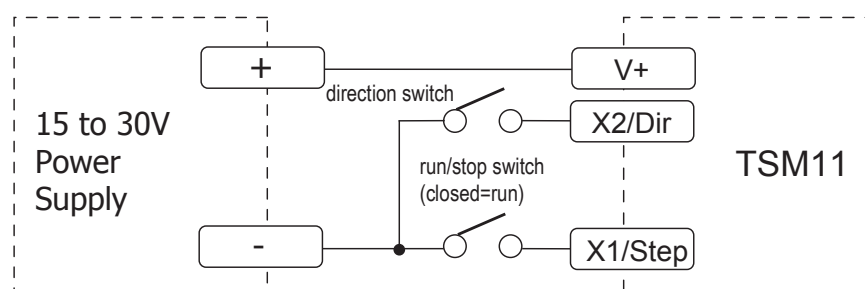 +
V+
direction switch
X2/Dir
15 to 30V
Power
Supply
TSM11
run/stop switch
(closed=run)
-
X1/Step